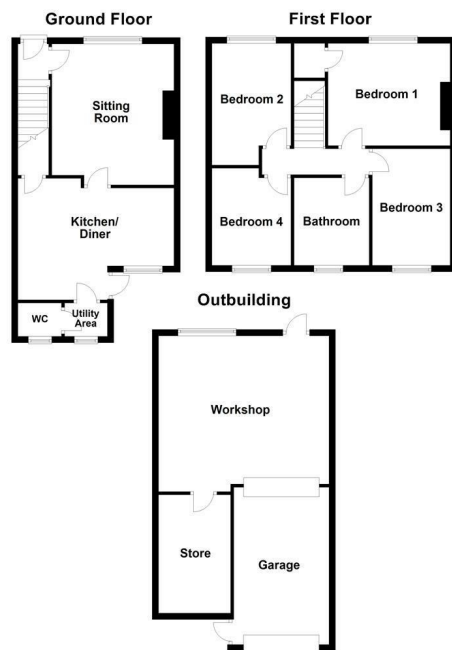 Ground Floor
Sitting
Room
Kitchen/
Diner
WC
Utility
Area
First Floor
Bedroom 2
Bedroom 1
Bedroom 4
Bathroom
Bedroom 3
Outbuilding
Workshop
Store
Garage